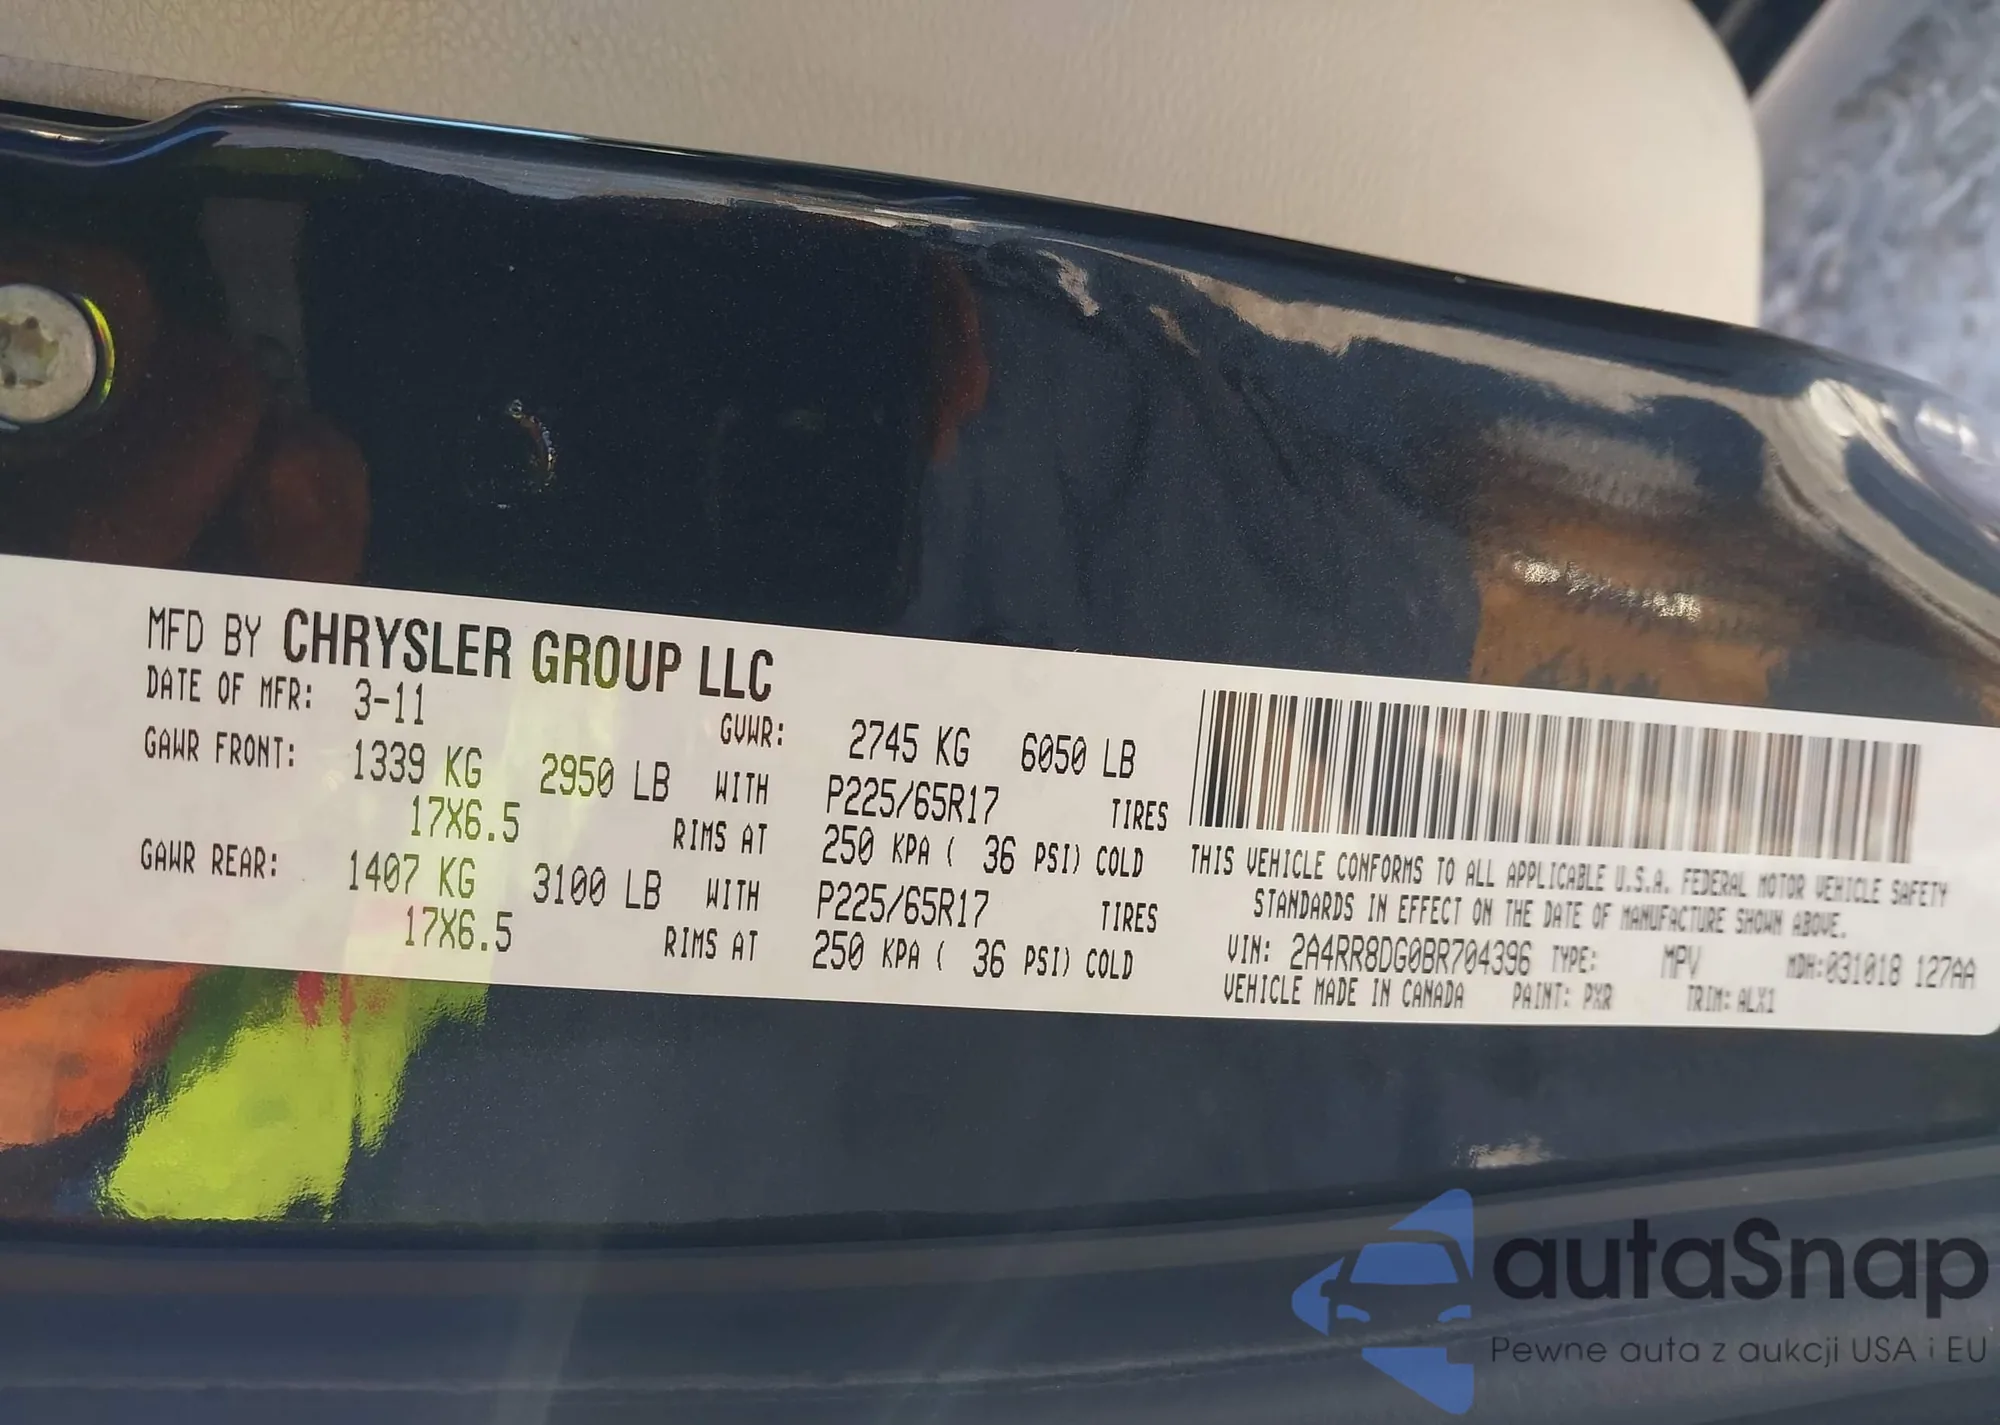 MFD BY CHRYSLER GROUP LLC
DATE OF MFR: 3-11 GVWR: 2745 KG 6050 LB
GAWR FRONT: 1339 KG 2950 LB WITH P225/65R17 TIRES
17X6.5 RIMS AT 250 KPA ( 36 PSI) COLD
GAWR REAR: 1407 KG 3100 LB WITH P225/65R17 TIRES
17X6.5 RIMS AT 250 KPA ( 36 PSI) COLD
THIS VEHICLE CONFORMS TO ALL APPLICABLE U.S.A. FEDERAL MOTOR VEHICLE SAFETY
STANDARDS IN EFFECT ON THE DATE OF MANUFACTURE SHOWN ABOVE.
VIN: 2A4RR8DG0BR704396 TYPE: MPV MDH:031018 127AA
VEHICLE MADE IN CANADA PAINT: PXR TRIM: ALX1
autaSnap
Pewne auta z aukcji USA i EU